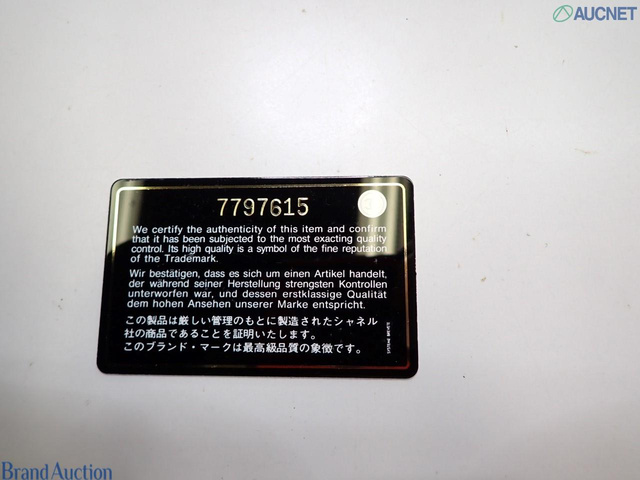 AUCNET
7797615
We certify the authenticity of this item and confirm
that it has been subjected to the most exacting quality
control. Its high quality is a symbol of the fine reputation
of the Trademark.
Wir bestätigen, dass es sich um einen Artikel handelt,
der während seiner Herstellung strengsten Kontrollen
unterworfen war, und dessen erstklassige Qualität
dem hohen Ansehen unserer Marke entspricht.
この製品は厳しい管理のもとに製造されたシャネル
社の商品であることを証明いたします。
このブランド・マークは最高級品質の象徴です。
Brand Auction